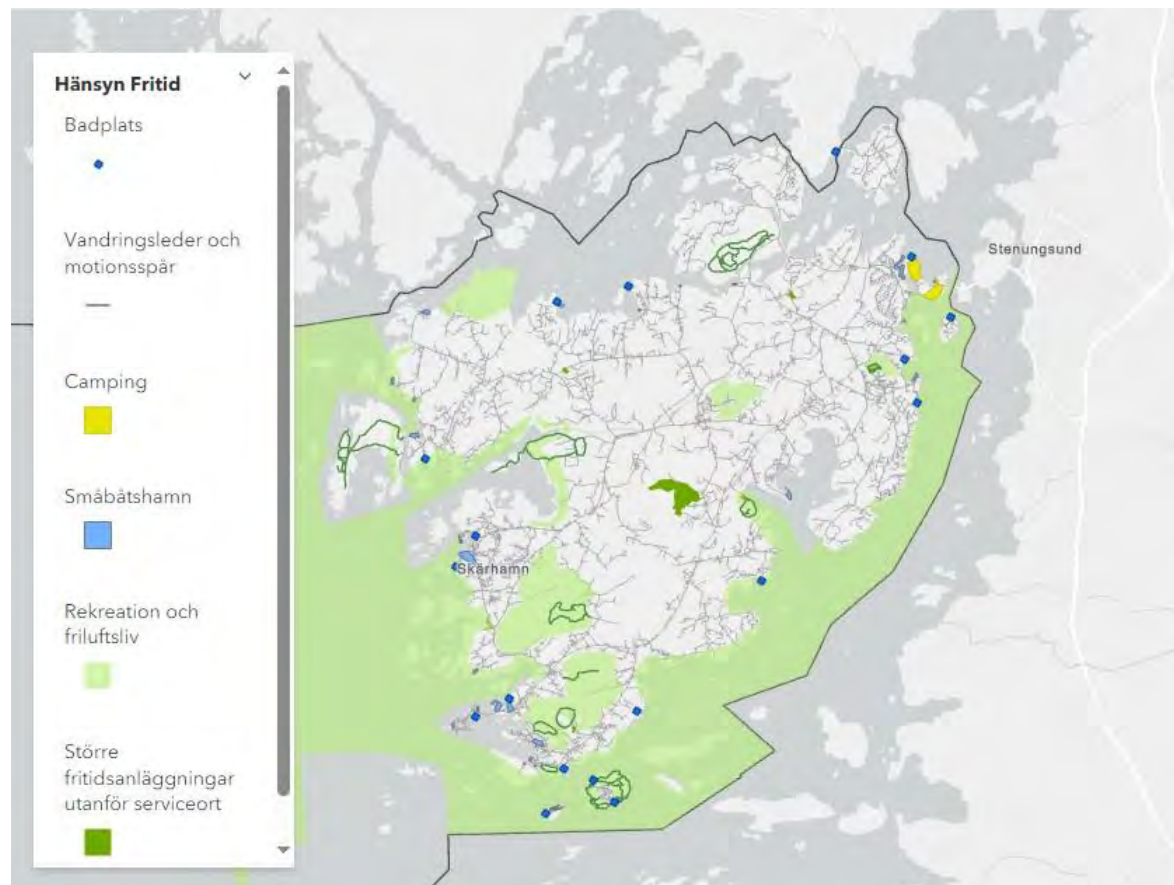 Hänsyn Fritid
Badplats
Vandringsleder och
motionsspår
Camping
Småbåtshamn
Rekreation och
friluftsliv
Större
fritidsanläggningar
utanför serviceort
Stenungsund
Skärhamn